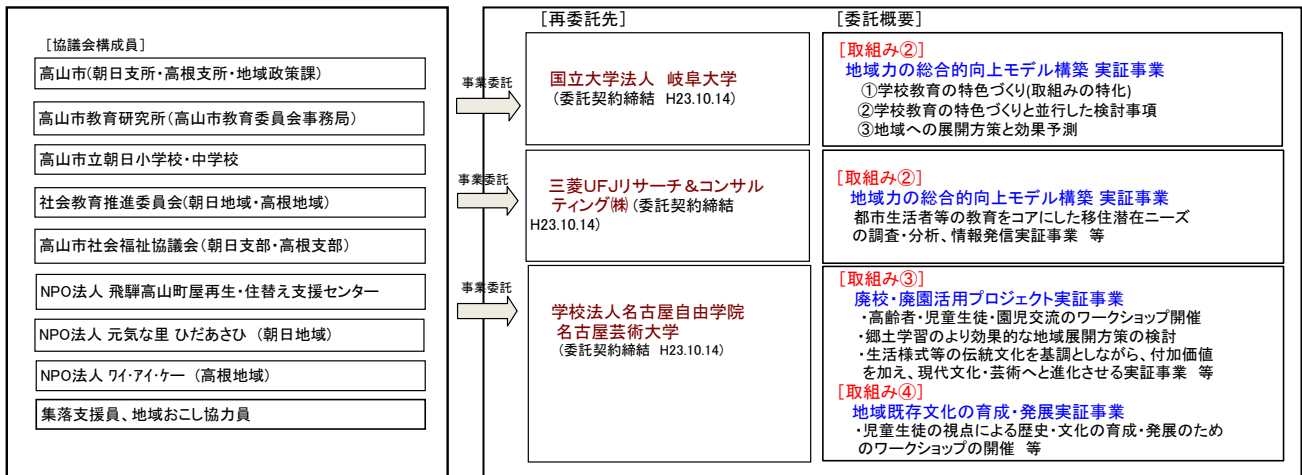 ［協議会構成員］
高山市(朝日支所・高根支所・地域政策課)
高山市教育研究所(高山市教育委員会事務局)
高山市立朝日小学校・中学校
社会教育推進委員会(朝日地域・高根地域)
高山市社会福祉協議会(朝日支部・高根支部)
NPO法人 飛騨高山町屋再生・住替え支援センター
NPO法人 元気な里 ひだあさひ (朝日地域)
NPO法人 ワイ・アイ・ケー (高根地域)
集落支援員、地域おこし協力員
事業委託
事業委託
事業委託
［再委託先］
国立大学法人 岐阜大学
(委託契約締結 H23.10.14)
三菱UFJリサーチ＆コンサル
ティング㈱ (委託契約締結
H23.10.14)
学校法人名古屋自由学院
名古屋芸術大学
(委託契約締結 H23.10.14)
［委託概要］
［取組み②］
地域力の総合的向上モデル構築 実証事業
①学校教育の特色づくり(取組みの特化)
②学校教育の特色づくりと並行した検討事項
③地域への展開方策と効果予測
［取組み②］
地域力の総合的向上モデル構築 実証事業
都市生活者等の教育をコアにした移住潜在ニーズ
の調査・分析、情報発信実証事業 等
［取組み③］
廃校・廃園活用プロジェクト実証事業
・高齢者・児童生徒・園児交流のワークショップ開催
・郷土学習のより効果的な地域展開方策の検討
・生活様式等の伝統文化を基調としながら、付加価値
を加え、現代文化・芸術へと進化させる実証事業 等
［取組み④］
地域既存文化の育成・発展実証事業
・児童生徒の視点による歴史・文化の育成・発展のため
のワークショップの開催 等